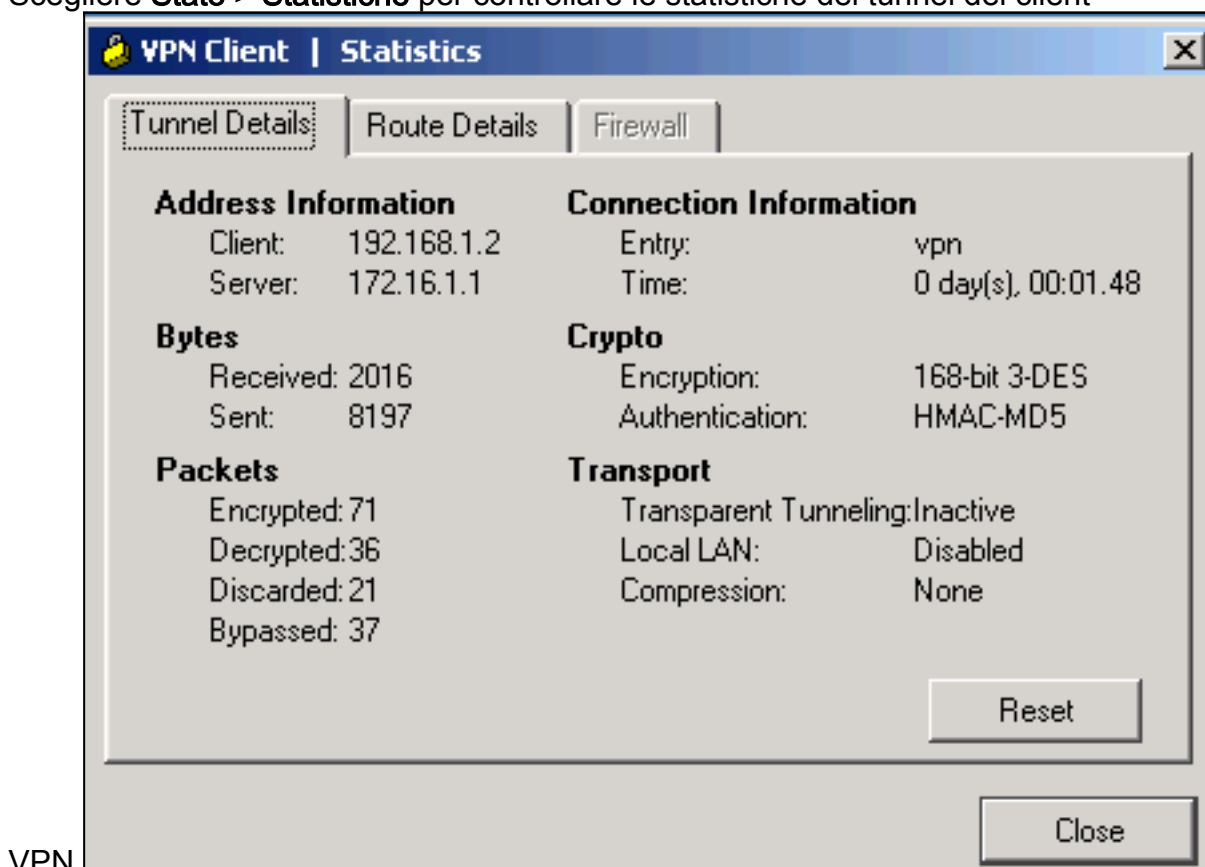 Scegliere Stato > Statistiche per controllare le statistiche del tunnel del client
VPN Client | Statistics
Tunnel Details
Route Details
Firewall
Address Information
Client: 192.168.1.2
Server: 172.16.1.1
Connection Information
Entry: vpn
Time: 0 day(s), 00:01.48
Bytes
Received: 2016
Sent: 8197
Crypto
Encryption: 168-bit 3-DES
Authentication: HMAC-MD5
Packets
Encrypted: 71
Decrypted: 36
Discarded: 21
Bypassed: 37
Transport
Transparent Tunneling: Inactive
Local LAN: Disabled
Compression: None
Reset
Close
VPN